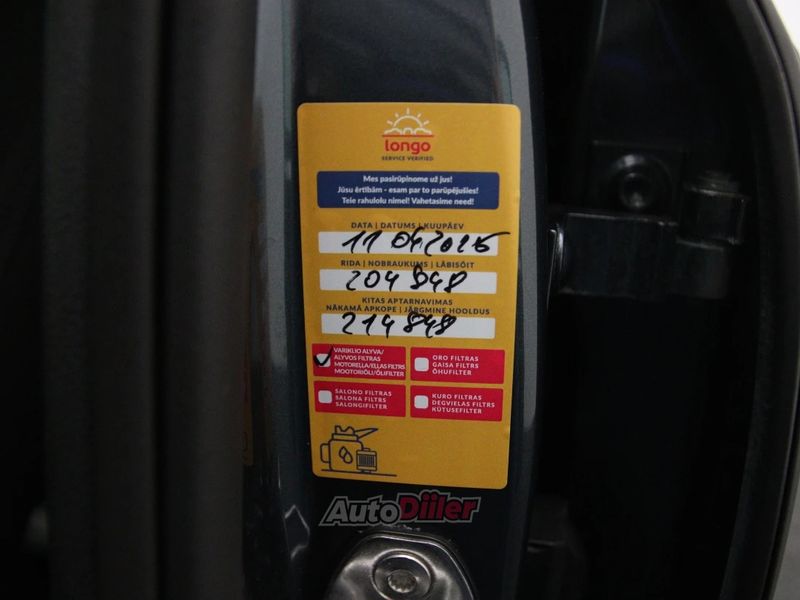 longo
SERVICE VERIFIED
Mes pasirūpinome už jus!
Jūsu ērtībām - esam par to parūpējušies!
Teie rahulolu nimel! Vahetasime need!
DATA | DATUMS | KUUPÄEV
11 04 2025
RIDA | NOBRAUKUMS | LÄBISÕIT
204 848
KITAS APTARNAVIMAS
NĀKAMĀ APKOPE | JÄRGMINE HOOLDUS
214 848
VARIKLIO ALYVA/
ALYVOS FILTRAS
MOTOREĻĻA/EĻĻAS FILTRS
MOOTORIÕLI/ÕLIFILTER
ORO FILTRAS
GAISA FILTRS
ÕHUFILTER
SALONO FILTRAS
SALONA FILTRS
SALONGIFILTER
KURO FILTRAS
DEGVIELAS FILTRS
KÜTUSEFILTER
AutoDiiler